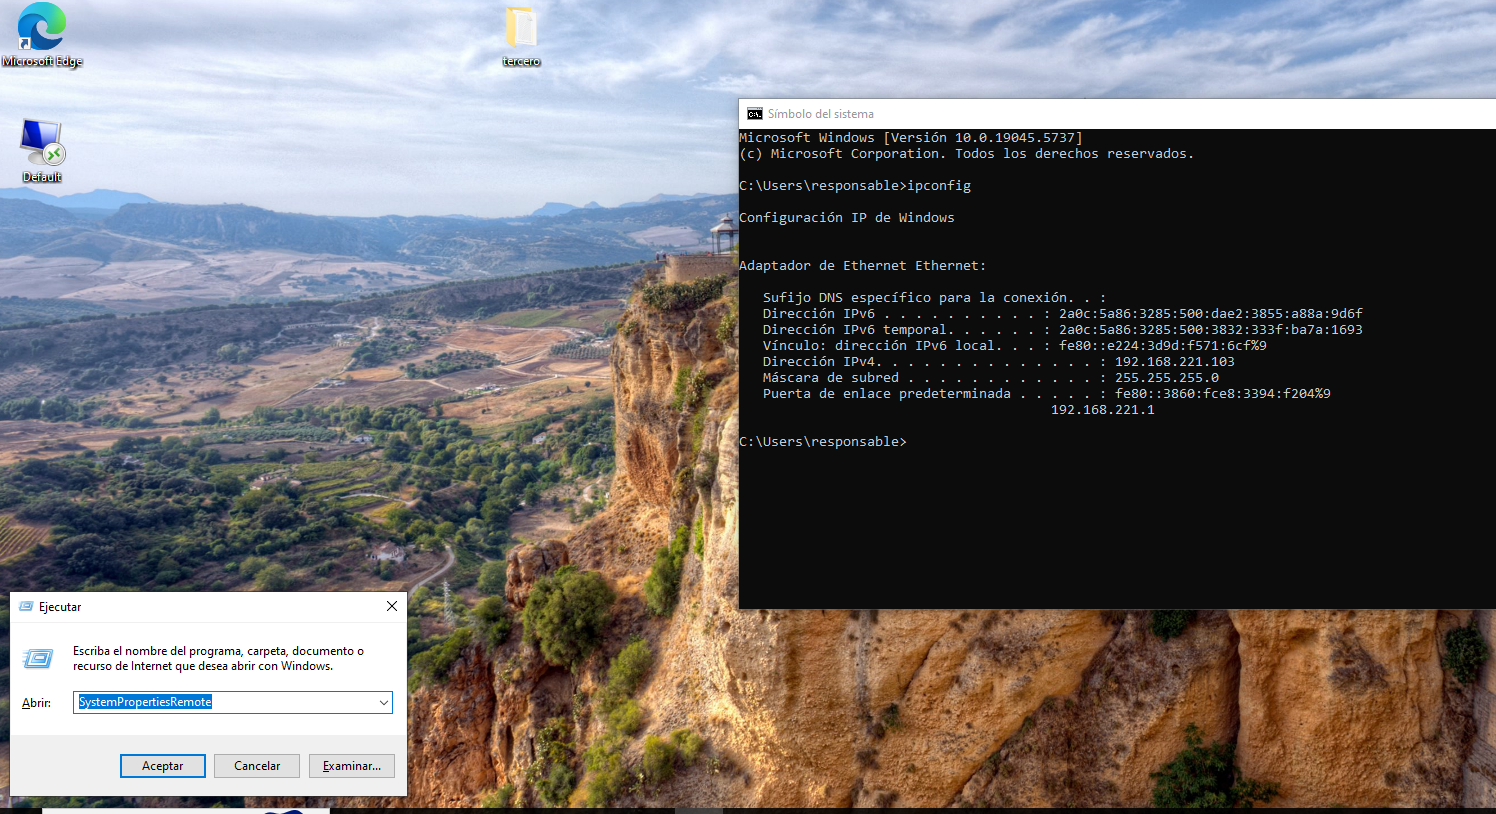 Microsoft Edge
tercero
Default
Símbolo del sistema
Microsoft Windows [Versión 10.0.19045.5737]
(c) Microsoft Corporation. Todos los derechos reservados.
C:\Users\responsable>ipconfig
Configuración IP de Windows
Adaptador de Ethernet Ethernet:
Sufijo DNS específico para la conexión. . :
Dirección IPv6 . . . . . . . . . . : 2a0c:5a86:3285:500:dae2:3855:a88a:9d6f
Dirección IPv6 temporal. . . . . . : 2a0c:5a86:3285:500:3832:333f:ba7a:1693
Vínculo: dirección IPv6 local. . . : fe80::e224:3d9d:f571:6cf%9
Dirección IPv4. . . . . . . . . . . . . . : 192.168.221.103
Máscara de subred . . . . . . . . . . . . : 255.255.255.0
Puerta de enlace predeterminada . . . . . : fe80::3860:fce8:3394:f204%9
192.168.221.1
C:\Users\responsable>
Ejecutar
Escriba el nombre del programa, carpeta, documento o
recurso de Internet que desea abrir con Windows.
Abrir: SystemPropertiesRemote
Aceptar Cancelar Examinar...